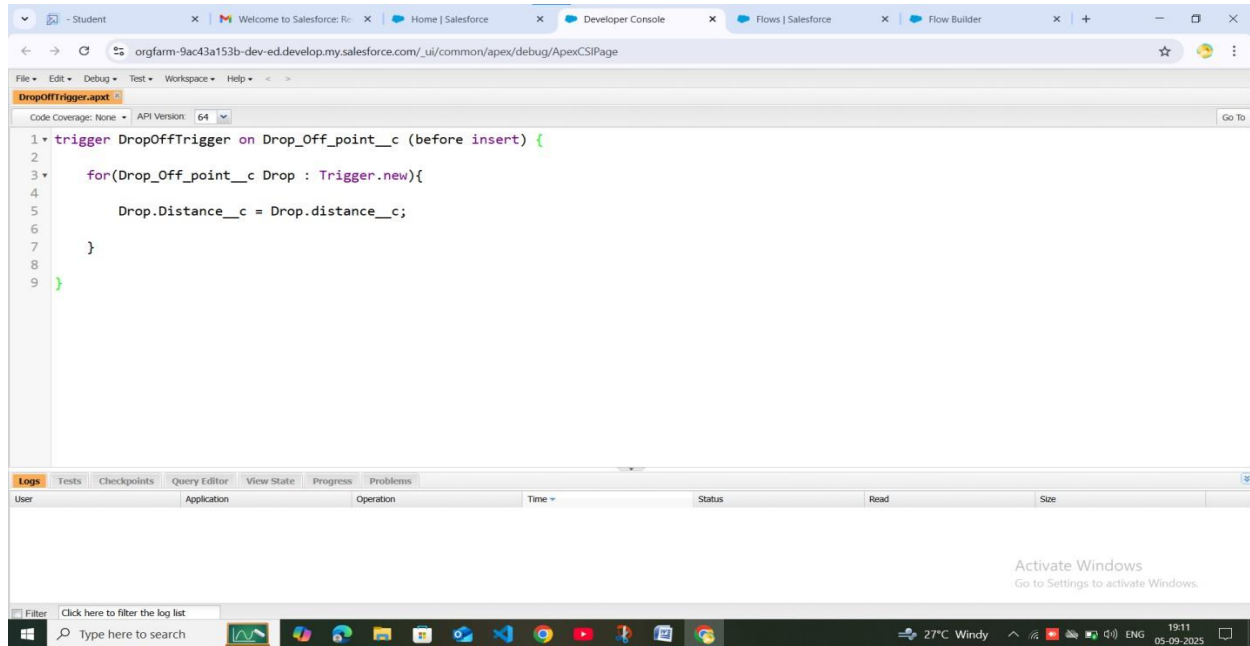 - Student
Welcome to Salesforce: Re
Home | Salesforce
Developer Console
Flows | Salesforce
Flow Builder
orgfarm-9ac43a153b-dev-ed.develop.my.salesforce.com/_ui/common/apex/debug/ApexCSIPage
File Edit Debug Test Workspace Help < >
DropOffTrigger.apxt
Code Coverage: None API Version: 64 Go To
1 trigger DropOffTrigger on Drop_Off_point__c (before insert) {
2
3 for(Drop_Off_point__c Drop : Trigger.new){
4
5 Drop.Distance__c = Drop.distance__c;
6
7 }
8
9 }
Logs Tests Checkpoints Query Editor View State Progress Problems
User Application Operation Time Status Read Size
Activate Windows
Go to Settings to activate Windows.
Filter Click here to filter the log list
Type here to search
27°C Windy
ENG
19:11
05-09-2025